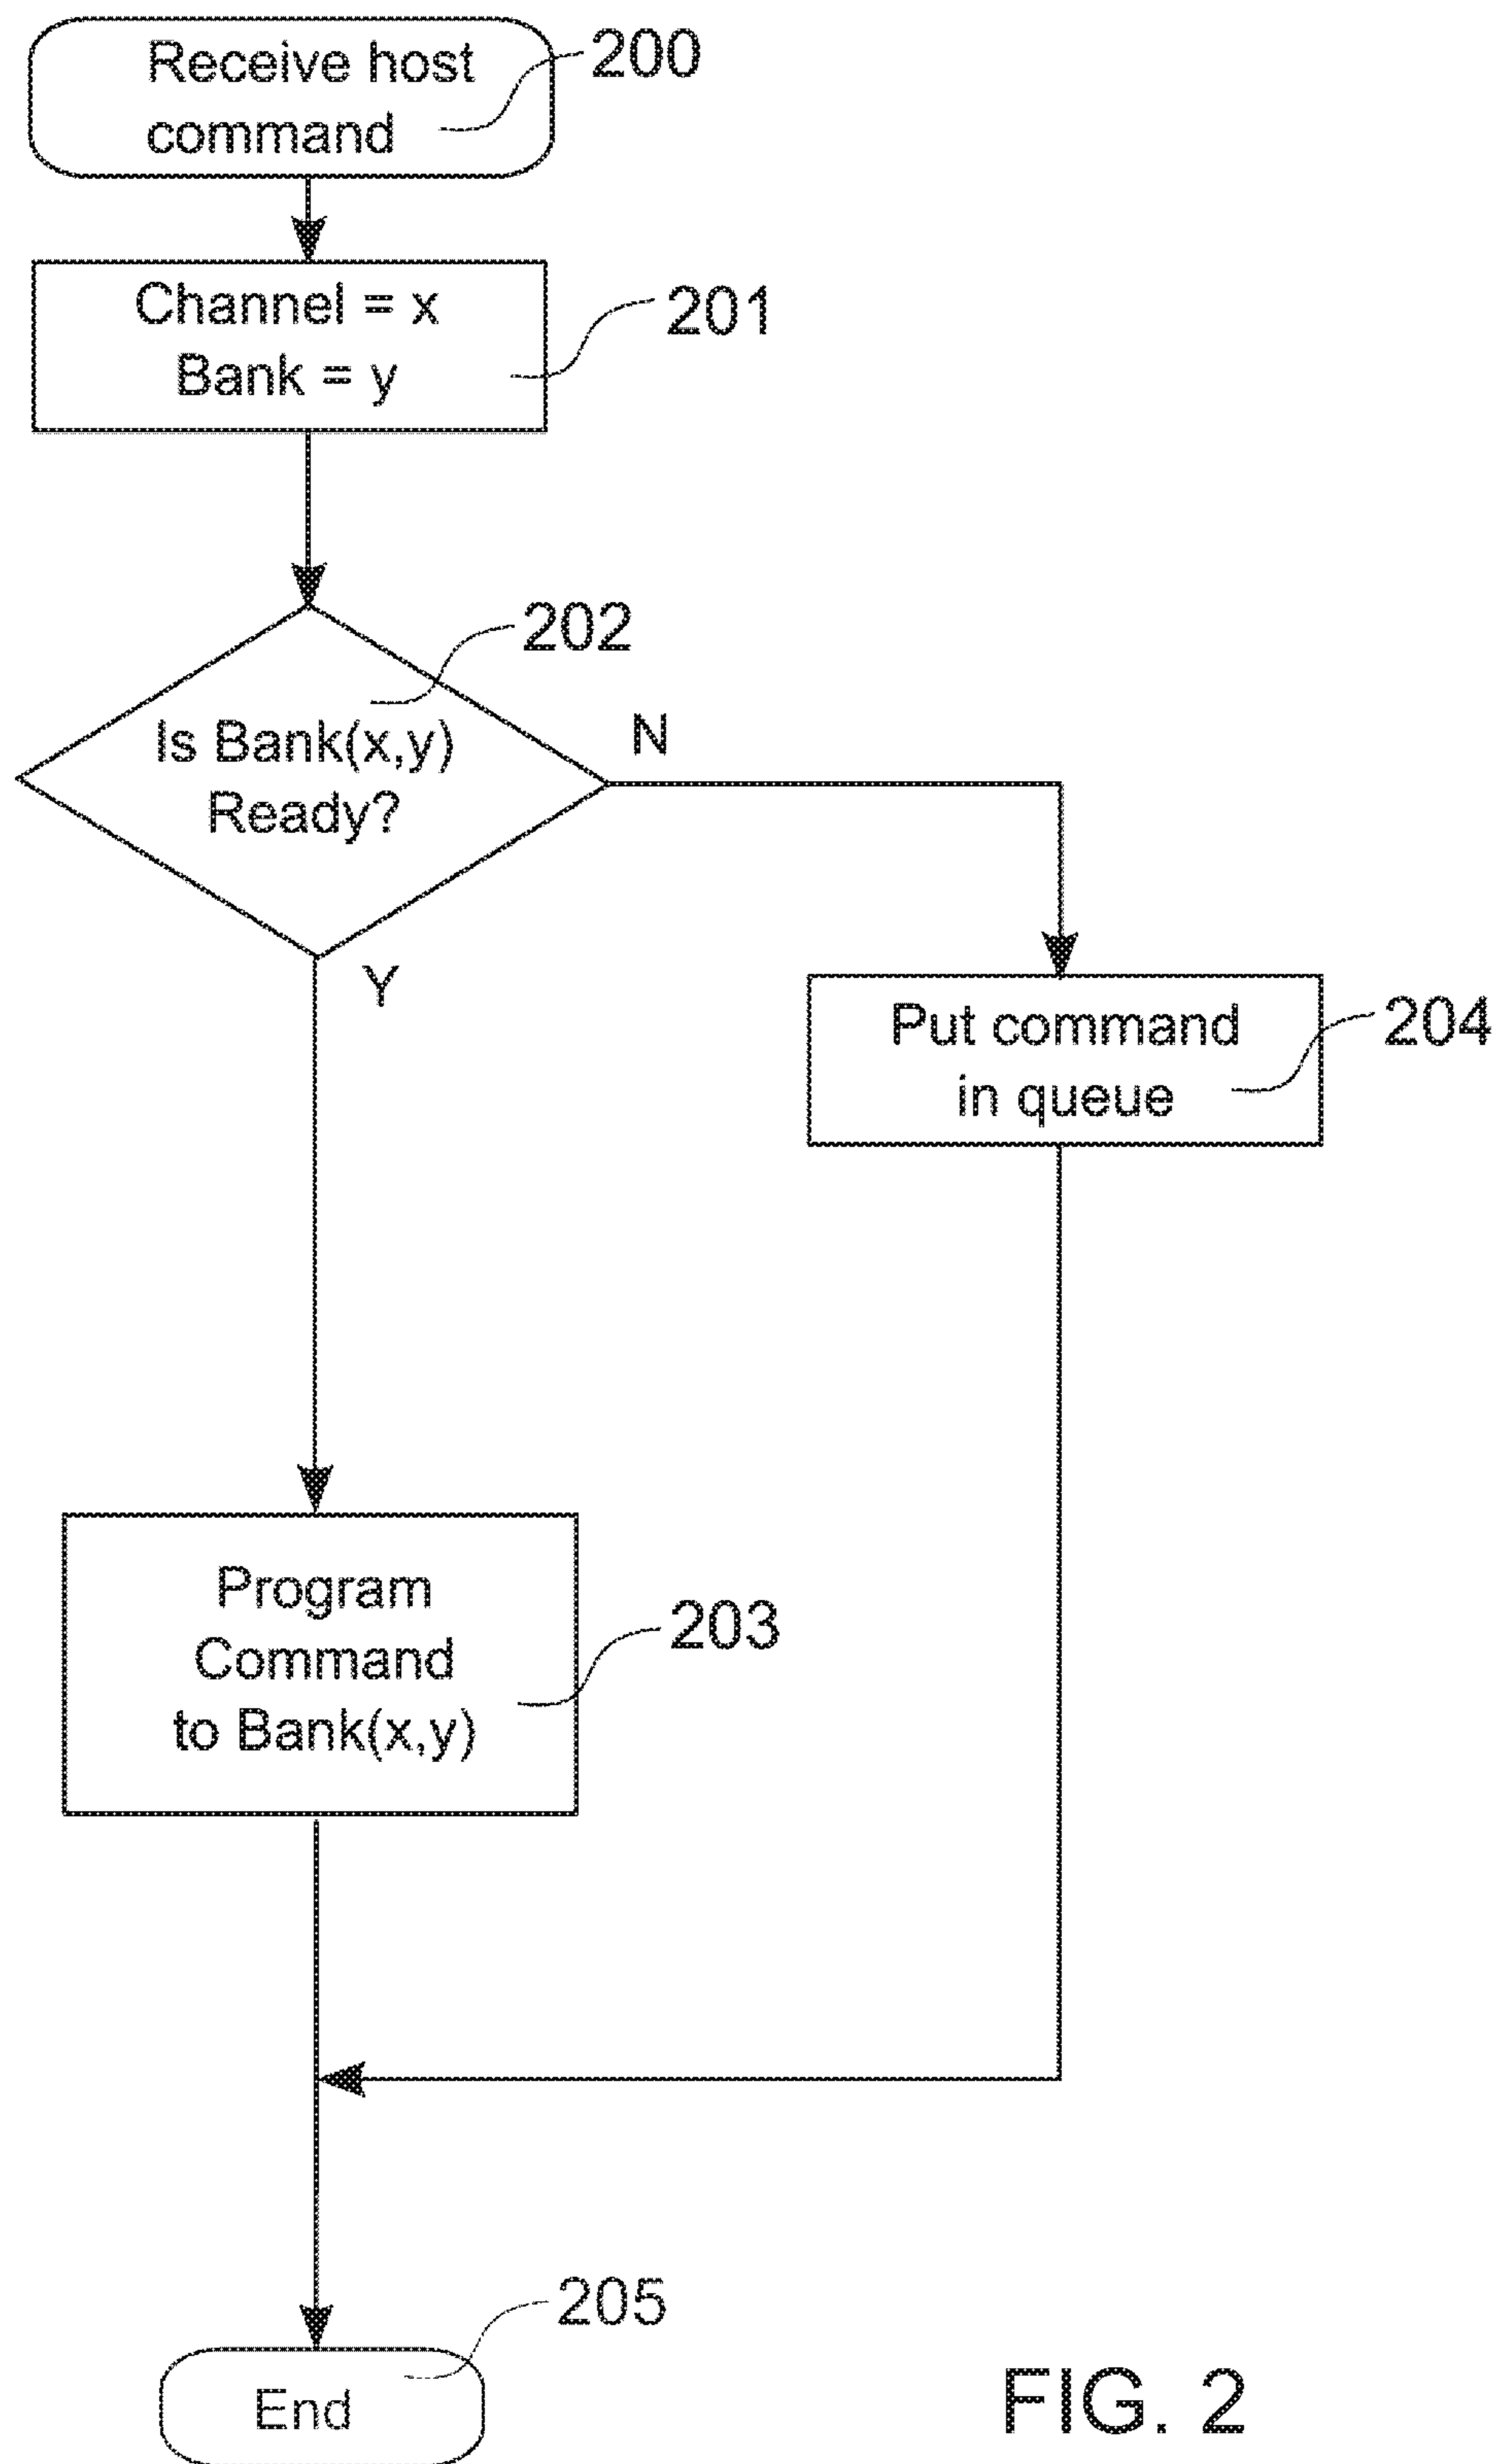 Receive host
command
200
Channel = x
Bank = y
201
202
Is Bank(x,y)
Ready?
N
Y
Put command
in queue
204
Program
Command
to Bank(x,y)
203
205
End
FIG. 2